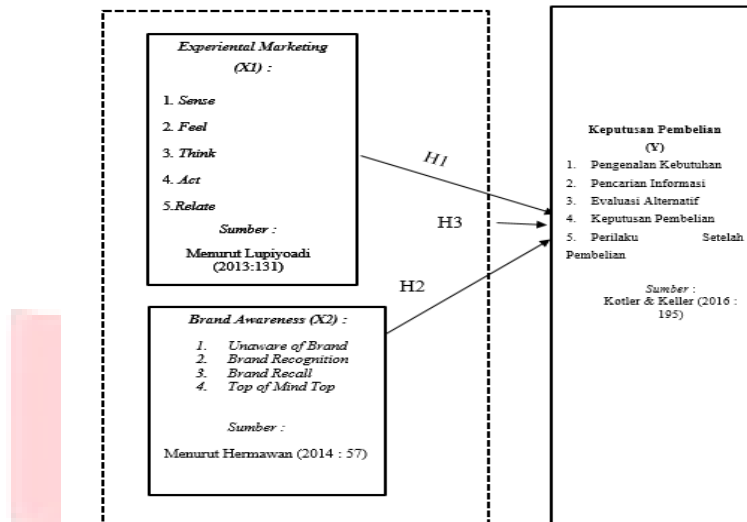 Experiental Marketing
(X1) :
1. Sense
2. Feel
3. Think
4. Act
5.Relate
Sumber :
Menurut Lupiyoadi
(2013:131)
H1
H3
H2
Brand Awareness (X2) :
1. Unaware of Brand
2. Brand Recognition
3. Brand Recall
4. Top of Mind Top
Sumber :
Menurut Hermawan (2014 : 57)
Keputusan Pembelian
(Y)
1. Pengenalan Kebutuhan
2. Pencarian Informasi
3. Evaluasi Alternatif
4. Keputusan Pembelian
5. Perilaku Setelah
Pembelian
Sumber :
Kotler & Keller (2016 :
195)